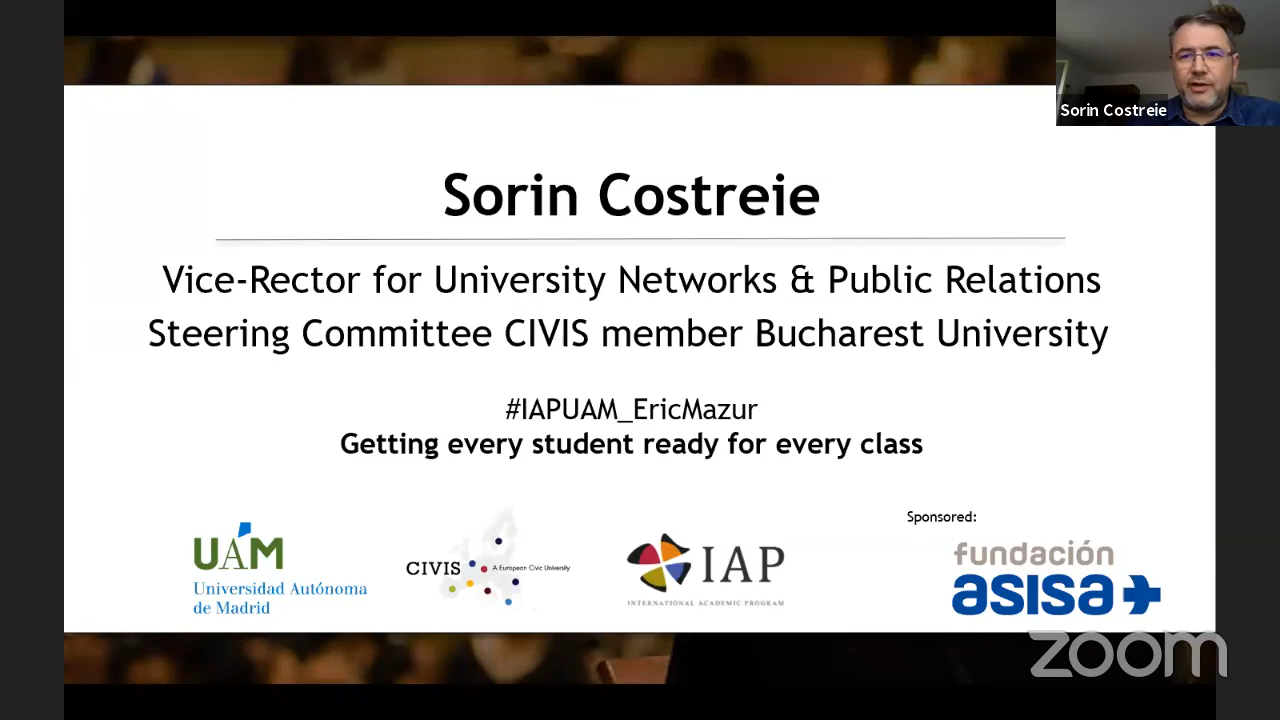 Sorin Costreie
Sorin Costreie
Vice-Rector for University Networks & Public Relations
Steering Committee CIVIS member Bucharest University
#IAPUAM_EricMazur
Getting every student ready for every class
Sponsored:
UAM
Universidad Autónoma
de Madrid
CIVIS
A European Civic University
IAP
INTERNATIONAL ACADEMIC PROGRAM
fundación
asisa
zoom